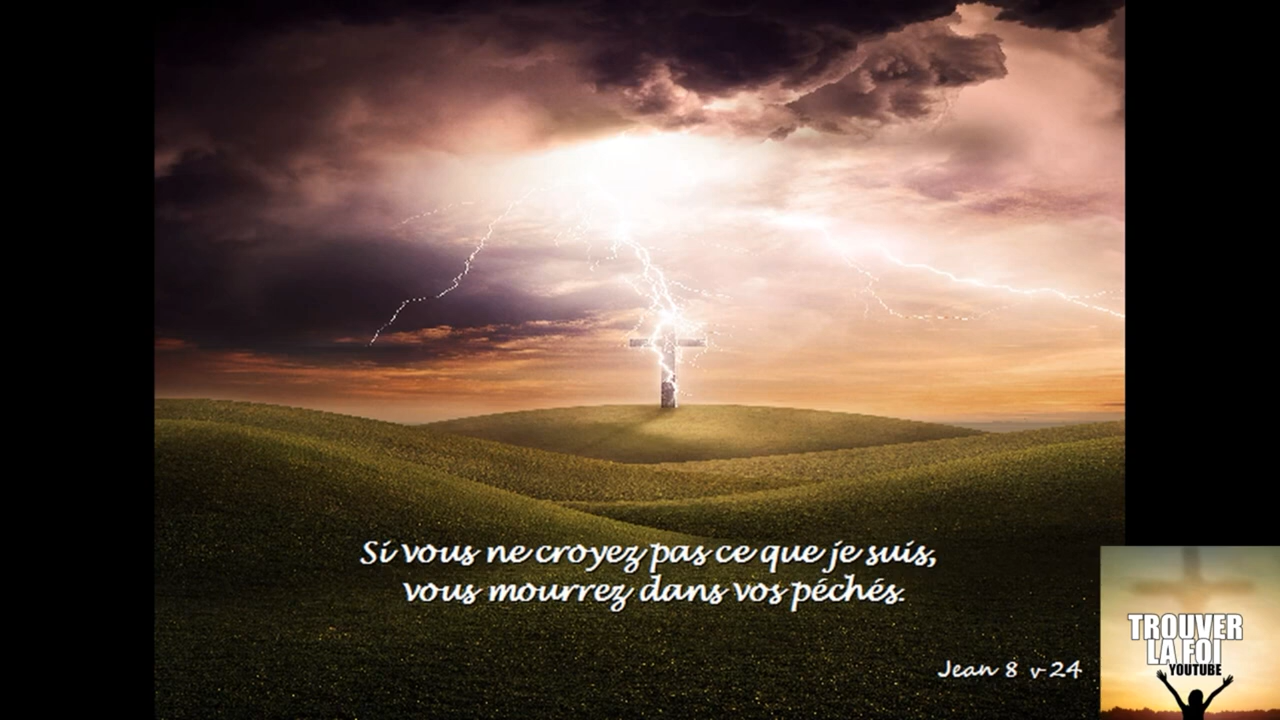 Si vous ne croyez pas ce que je suis,
vous mourrez dans vos péchés.
Jean 8 v 24
TROUVER
LA FOI
YOUTUBE